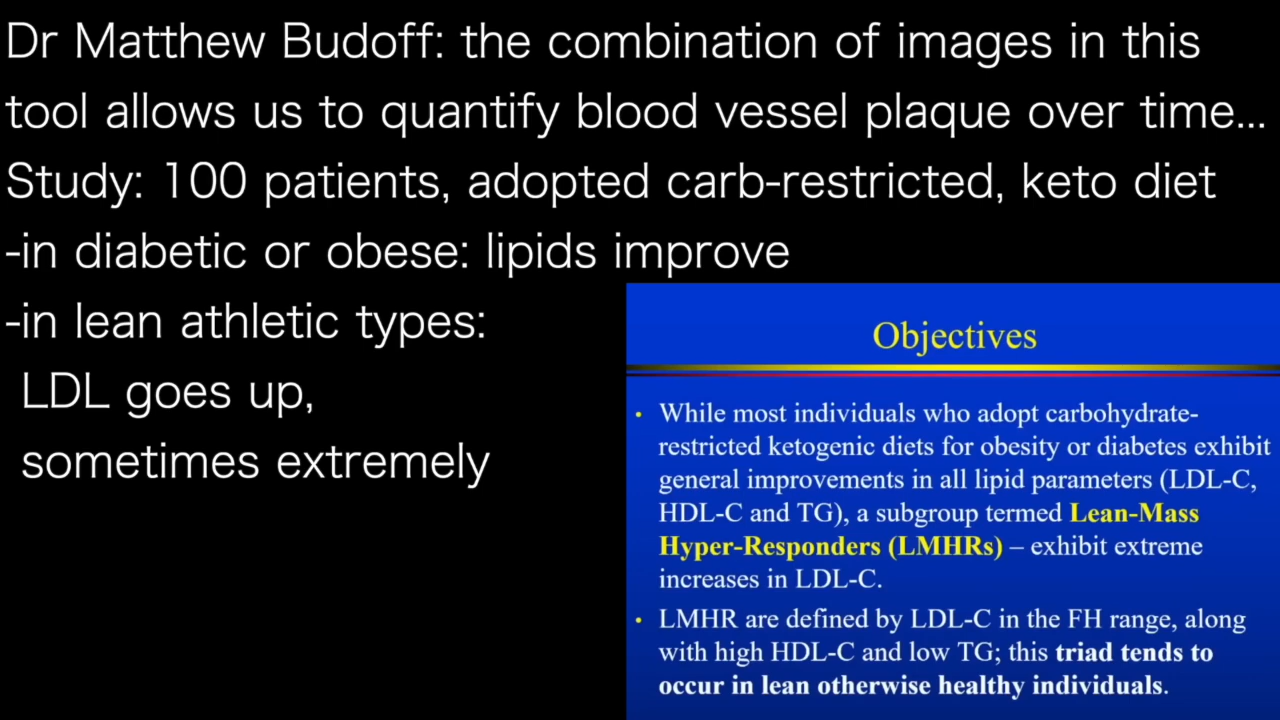 Dr Matthew Budoff: the combination of images in this
tool allows us to quantify blood vessel plaque over time...
Study: 100 patients, adopted carb-restricted, keto diet
-in diabetic or obese: lipids improve
-in lean athletic types:
LDL goes up,
sometimes extremely
Objectives
• While most individuals who adopt carbohydrate-
restricted ketogenic diets for obesity or diabetes exhibit
general improvements in all lipid parameters (LDL-C,
HDL-C and TG), a subgroup termed Lean-Mass
Hyper-Responders (LMHRs) – exhibit extreme
increases in LDL-C.
• LMHR are defined by LDL-C in the FH range, along
with high HDL-C and low TG; this triad tends to
occur in lean otherwise healthy individuals.